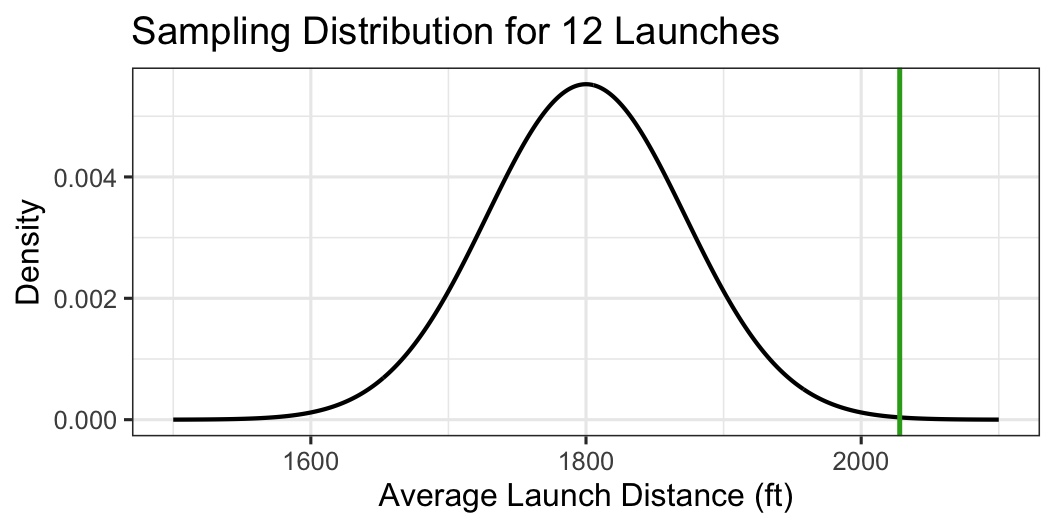 Sampling Distribution for 12 Launches
Density
0.004
0.002
0.000
1600 1800 2000
Average Launch Distance (ft)